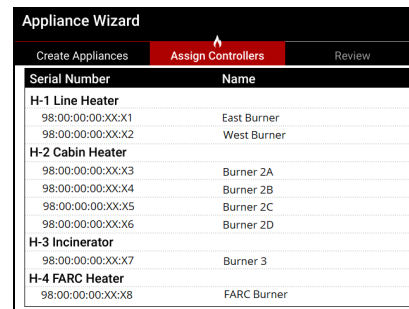 Appliance Wizard
Create Appliances Assign Controllers Review
Serial Number Name
H-1 Line Heater
98:00:00:00:XX:X1 East Burner
98:00:00:00:XX:X2 West Burner
H-2 Cabin Heater
98:00:00:00:XX:X3 Burner 2A
98:00:00:00:XX:X4 Burner 2B
98:00:00:00:XX:X5 Burner 2C
98:00:00:00:XX:X6 Burner 2D
H-3 Incinerator
98:00:00:00:XX:X7 Burner 3
H-4 FARC Heater
98:00:00:00:XX:X8 FARC Burner